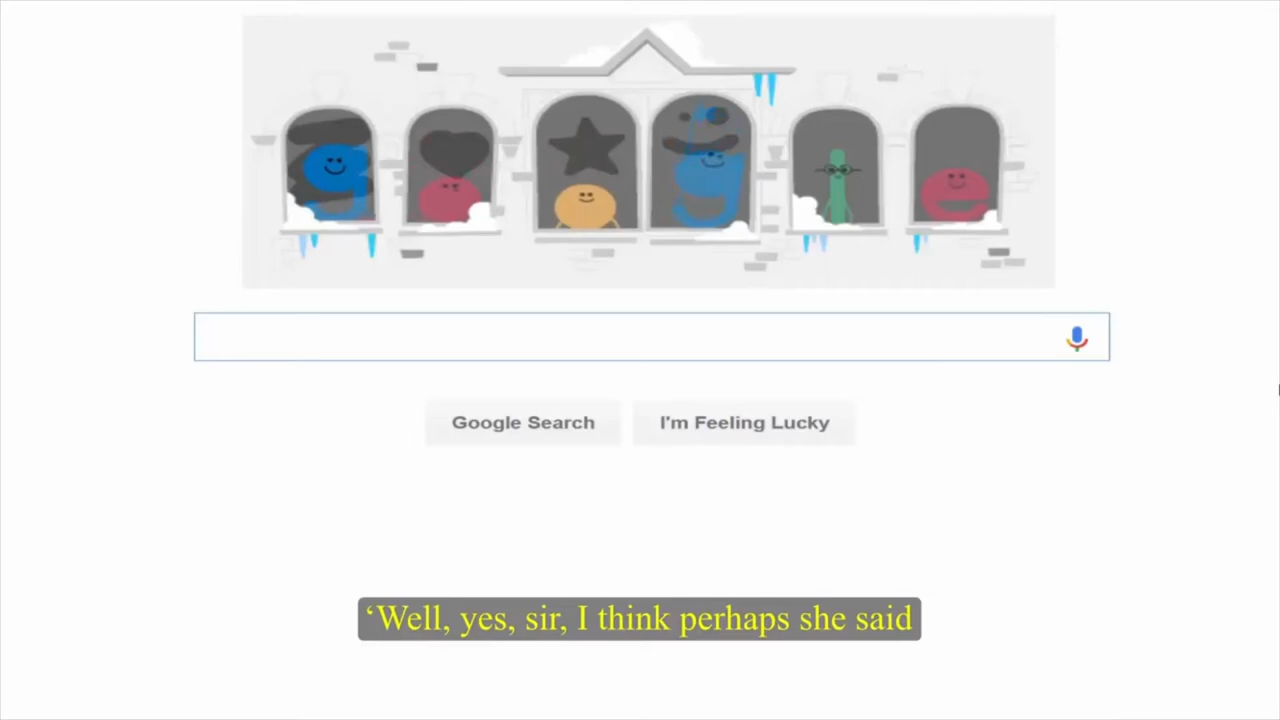 Google Search
I'm Feeling Lucky
‘Well, yes, sir, I think perhaps she said